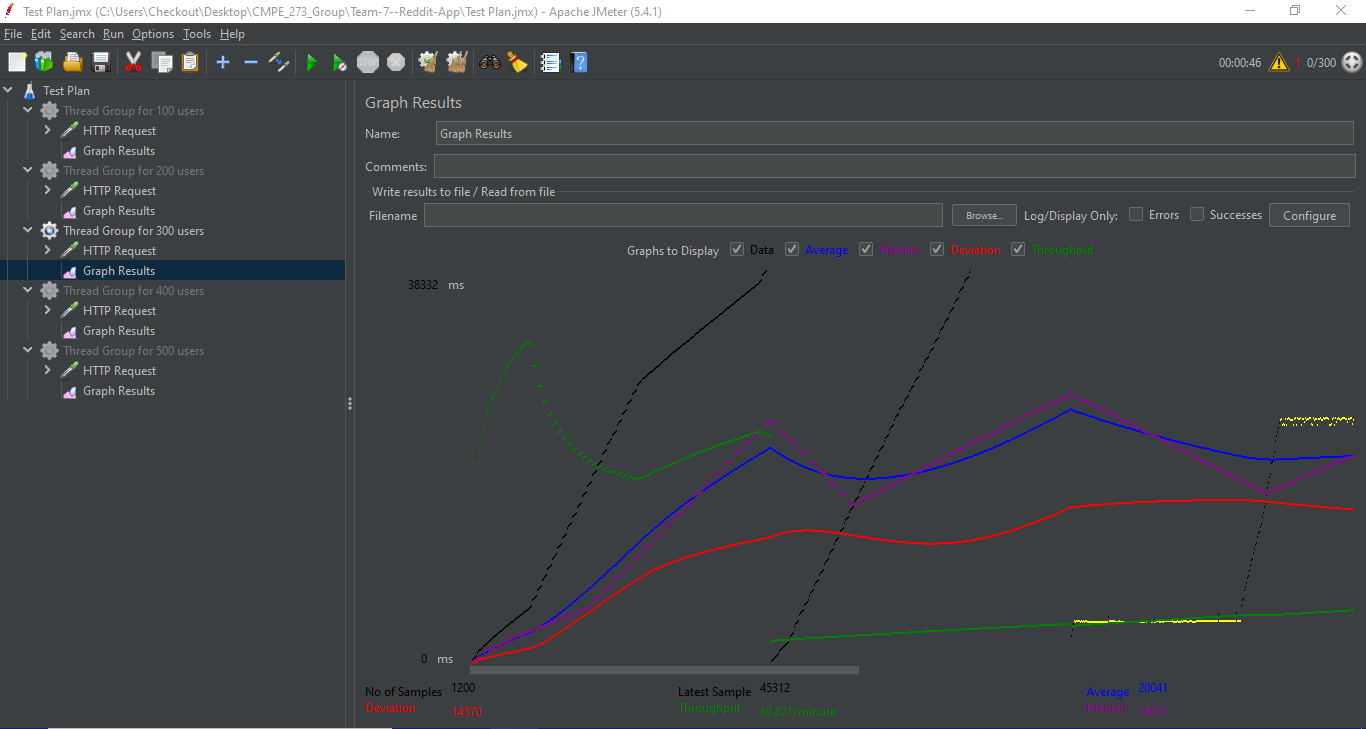 Test Plan.jmx (C:\Users\Checkout\Desktop\CMPE_273_Group\Team-7--Reddit-App\Test Plan.jmx) - Apache JMeter (5.4.1)
File Edit Search Run Options Tools Help
STOP 00:00:46 1 0/300
Test Plan
Thread Group for 100 users
HTTP Request
Graph Results
Thread Group for 200 users
HTTP Request
Graph Results
Thread Group for 300 users
HTTP Request
Graph Results
Thread Group for 400 users
HTTP Request
Graph Results
Thread Group for 500 users
HTTP Request
Graph Results
Graph Results
Name: Graph Results
Comments:
Write results to file / Read from file
Filename Browse... Log/Display Only: Errors Successes Configure
Graphs to Display Data Average Median Deviation Throughput
38332 ms
0 ms
No of Samples 1200 Latest Sample 45312 Average 20041
Deviation 14570 Throughput 39.871/minute Median